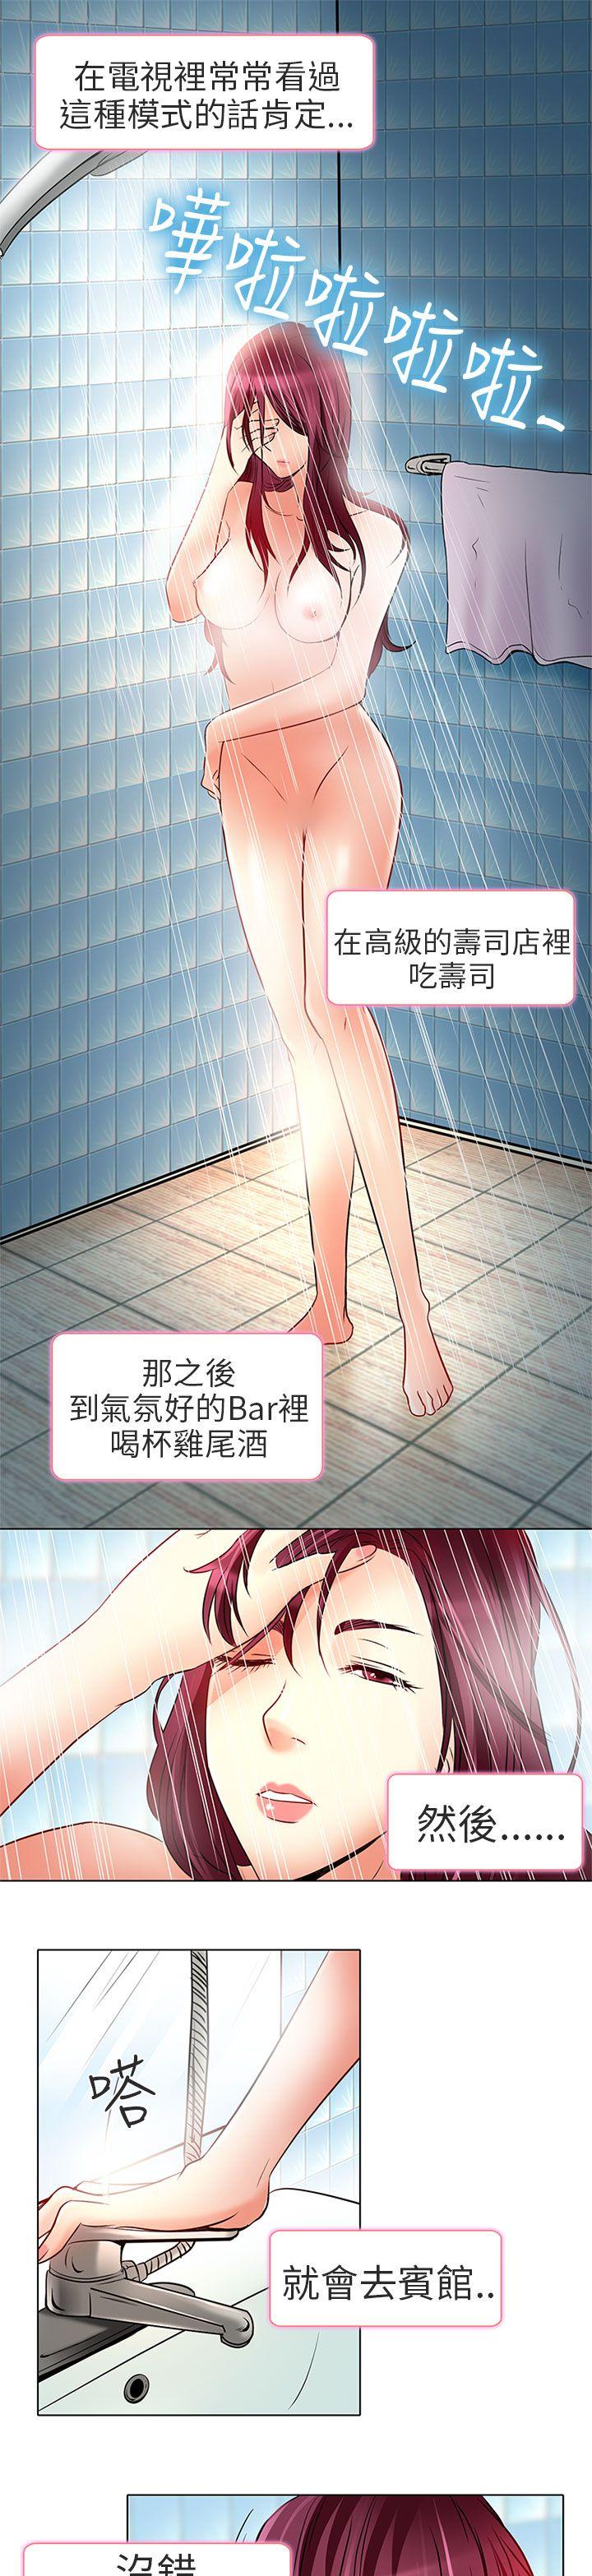 在電視裡常常看過
這種模式的話肯定...
嘩啦啦啦啦-
在高級的壽司店裡
吃壽司
那之後
到氣氛好的Bar裡
喝杯雞尾酒
然後......
嗒
就會去賓館..
沒錯